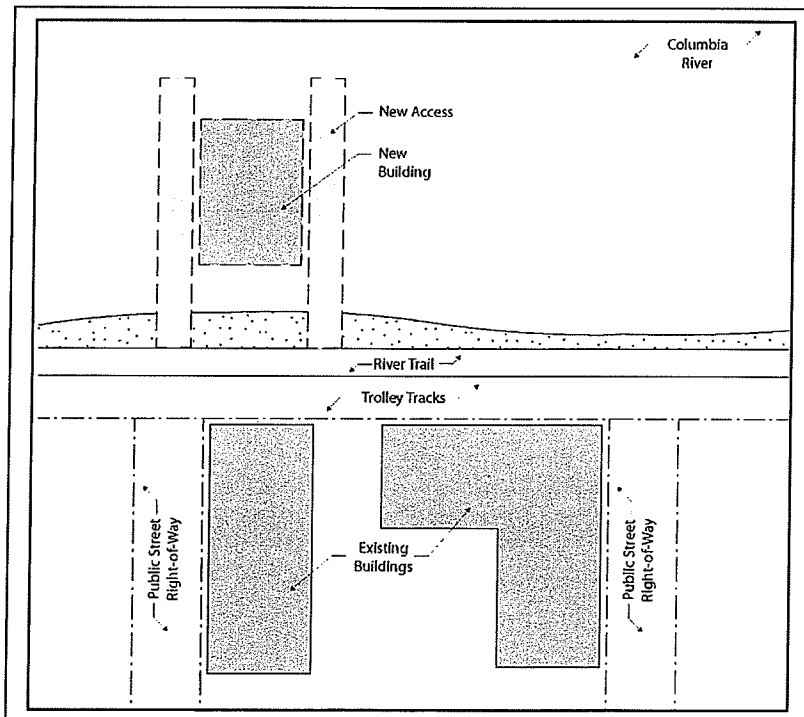 Columbia
River
New Access
New
Building
River Trail
Trolley Tracks
Public Street
Right-of-Way
Existing
Buildings
Public Street
Right-of-Way